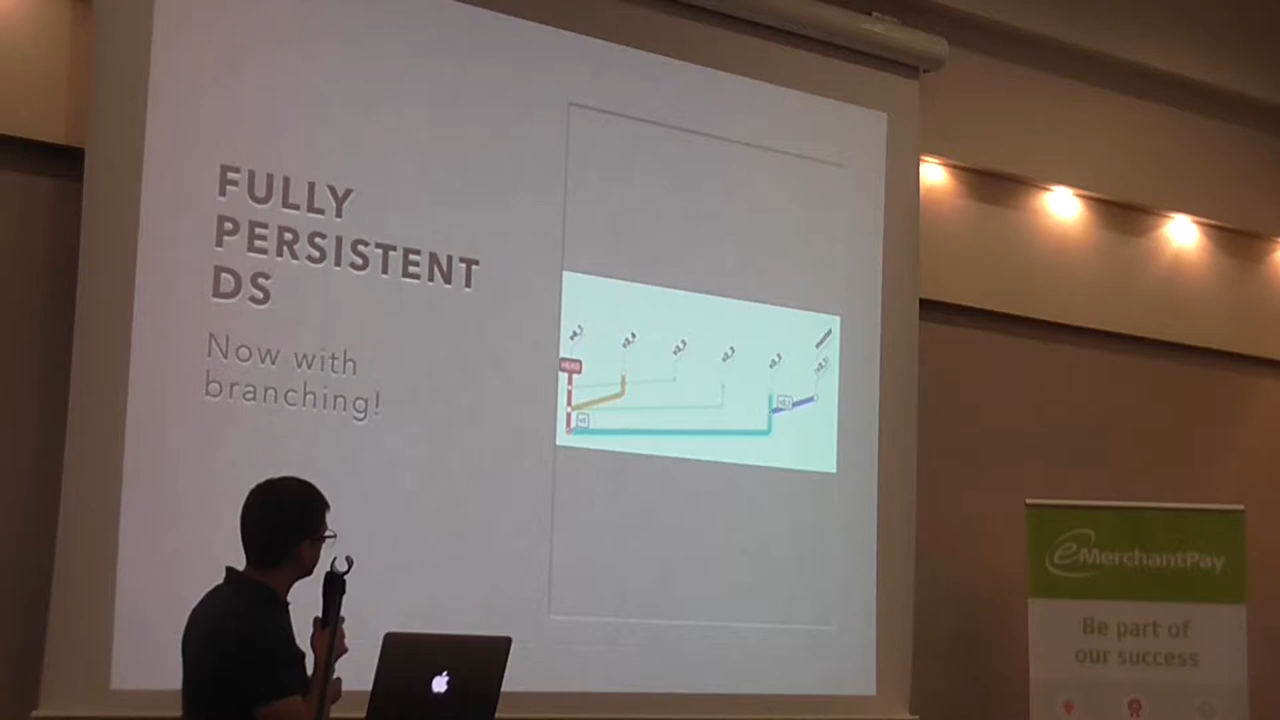 FULLY
PERSISTENT
DS
Now with
branching!
HEAD
eMerchantPay
Be part of
our success